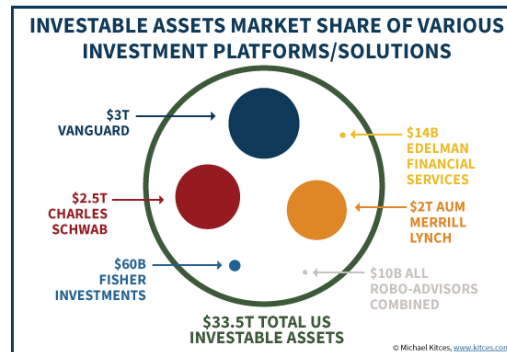 INVESTABLE ASSETS MARKET SHARE OF VARIOUS
INVESTMENT PLATFORMS/SOLUTIONS
$3T
VANGUARD
$14B
EDELMAN
FINANCIAL
SERVICES
$2.5T
CHARLES
SCHWAB
$2T AUM
MERRILL
LYNCH
$60B
FISHER
INVESTMENTS
$10B ALL
ROBO-ADVISORS
COMBINED
$33.5T TOTAL US
INVESTABLE ASSETS
© Michael Kitces, www.kitces.com